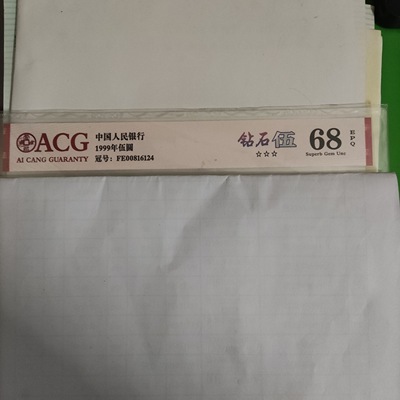 ACG
AI CANG GUARANTY
中国人民银行
1999年伍圓
冠号：FE00816124
钻石伍
☆☆☆
68
EPQ
Superb Gem Unc